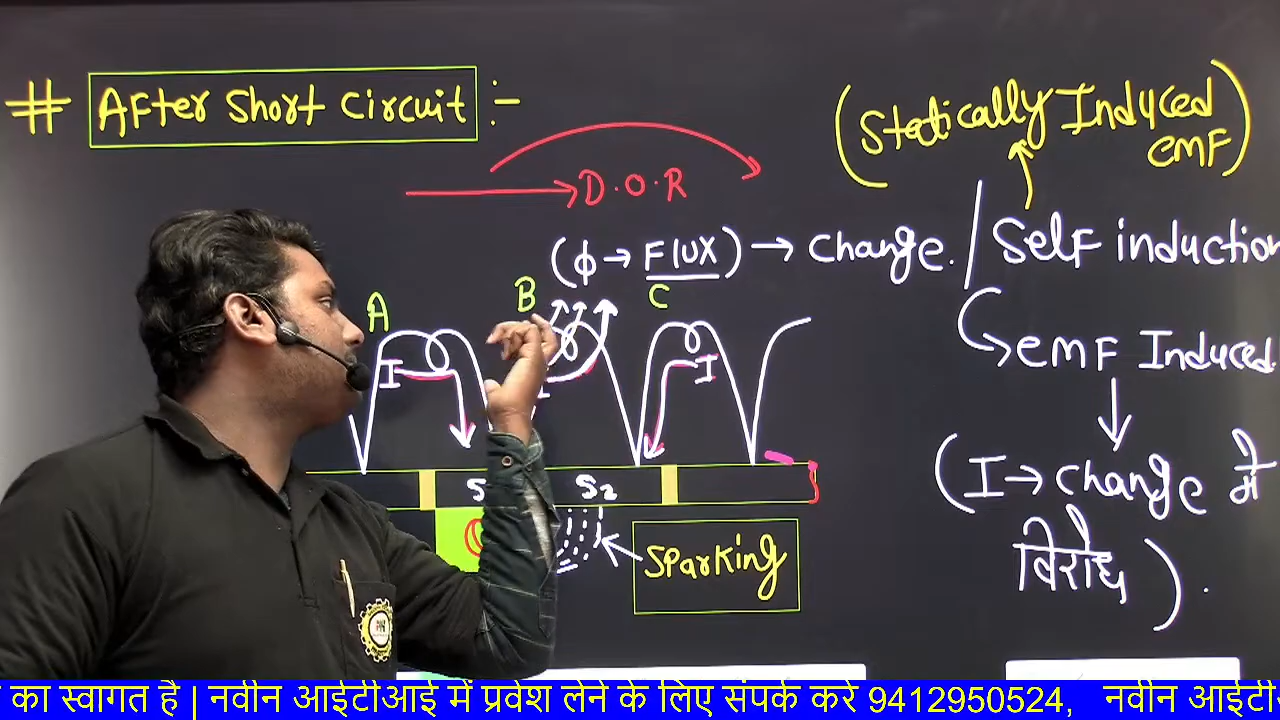 # After Short Circuit :-
(Statically Induced
emF)
D.O.R
(ϕ → Flux) → Change. / Self induction
A
B
C
emF Induced.
I
I
(I → Change में
विरोध).
S
S₂
Sparking
का स्वागत है | नवीन आईटीआई में प्रवेश लेने के लिए संपर्क करें 9412950524, नवीन आईटी